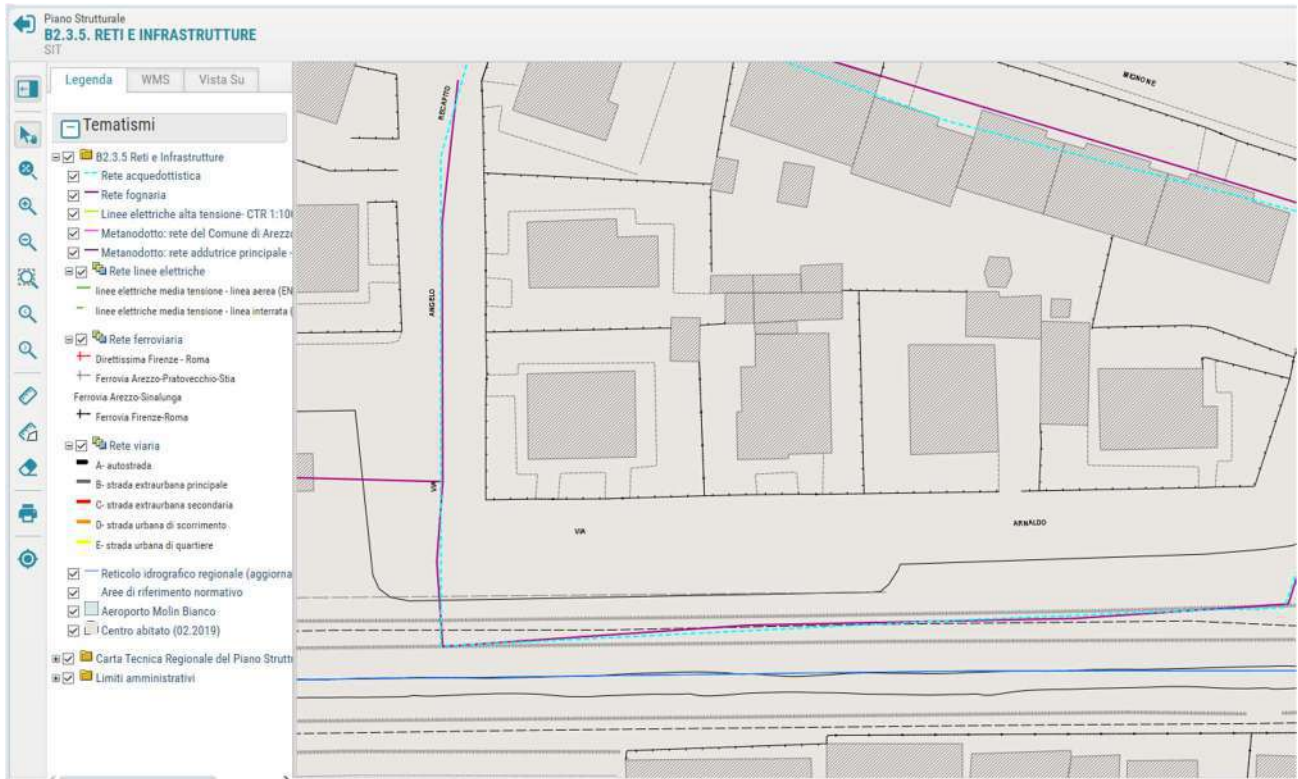 Piano Strutturale
B2.3.5. RETI E INFRASTRUTTURE
SIT
Legenda
WMS
Vista Su
Tematismi
B2.3.5 Reti e Infrastrutture
Rete acquedottistica
Rete fognaria
Linee elettriche alta tensione- CTR 1:10
Metanodotto: rete del Comune di Arezzo
Metanodotto: rete adduttrice principale -
Rete linee elettriche
linee elettriche media tensione - linea aerea (EN
linee elettriche media tensione - linea interrata (
Rete ferroviaria
Direttissima Firenze - Roma
Ferrovia Arezzo-Pratovecchio-Stia
Ferrovia Arezzo-Sinalunga
Ferrovia Firenze-Roma
Rete viaria
A- autostrada
B- strada extraurbana principale
C- strada extraurbana secondaria
D- strada urbana di scorrimento
E- strada urbana di quartiere
Reticolo idrografico regionale (aggiorna
Aree di riferimento normativo
Aeroporto Molin Bianco
Centro abitato (02.2019)
Carta Tecnica Regionale del Piano Strutt
Limiti amministrativi
MIGNONE
RECAPITO
ANGELO
VIA
VIA
ARNALDO